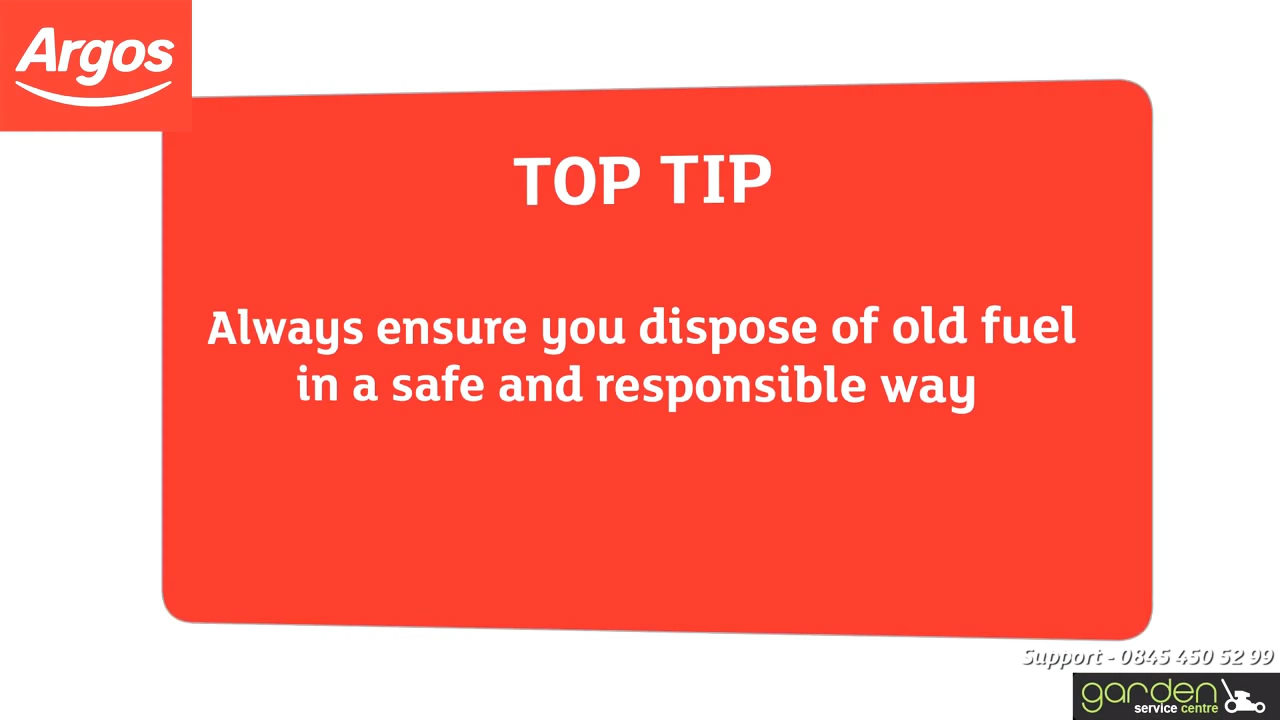 Argos
TOP TIP
Always ensure you dispose of old fuel
in a safe and responsible way
Support - 0845 450 52 99
garden
service centre